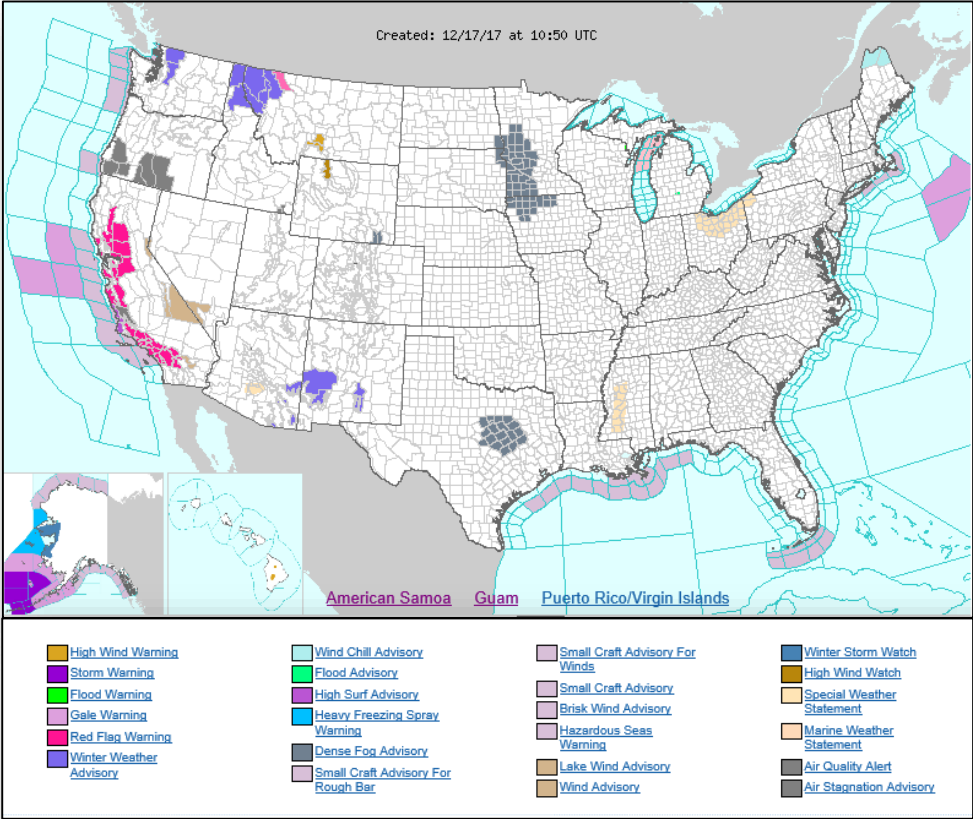 Created: 12/17/17 at 10:50 UTC
American Samoa Guam Puerto Rico/Virgin Islands
High Wind Warning
Storm Warning
Flood Warning
Gale Warning
Red Flag Warning
Winter Weather
Advisory
Wind Chill Advisory
Flood Advisory
High Surf Advisory
Heavy Freezing Spray
Warning
Dense Fog Advisory
Small Craft Advisory For
Rough Bar
Small Craft Advisory For
Winds
Small Craft Advisory
Brisk Wind Advisory
Hazardous Seas
Warning
Lake Wind Advisory
Wind Advisory
Winter Storm Watch
High Wind Watch
Special Weather
Statement
Marine Weather
Statement
Air Quality Alert
Air Stagnation Advisory